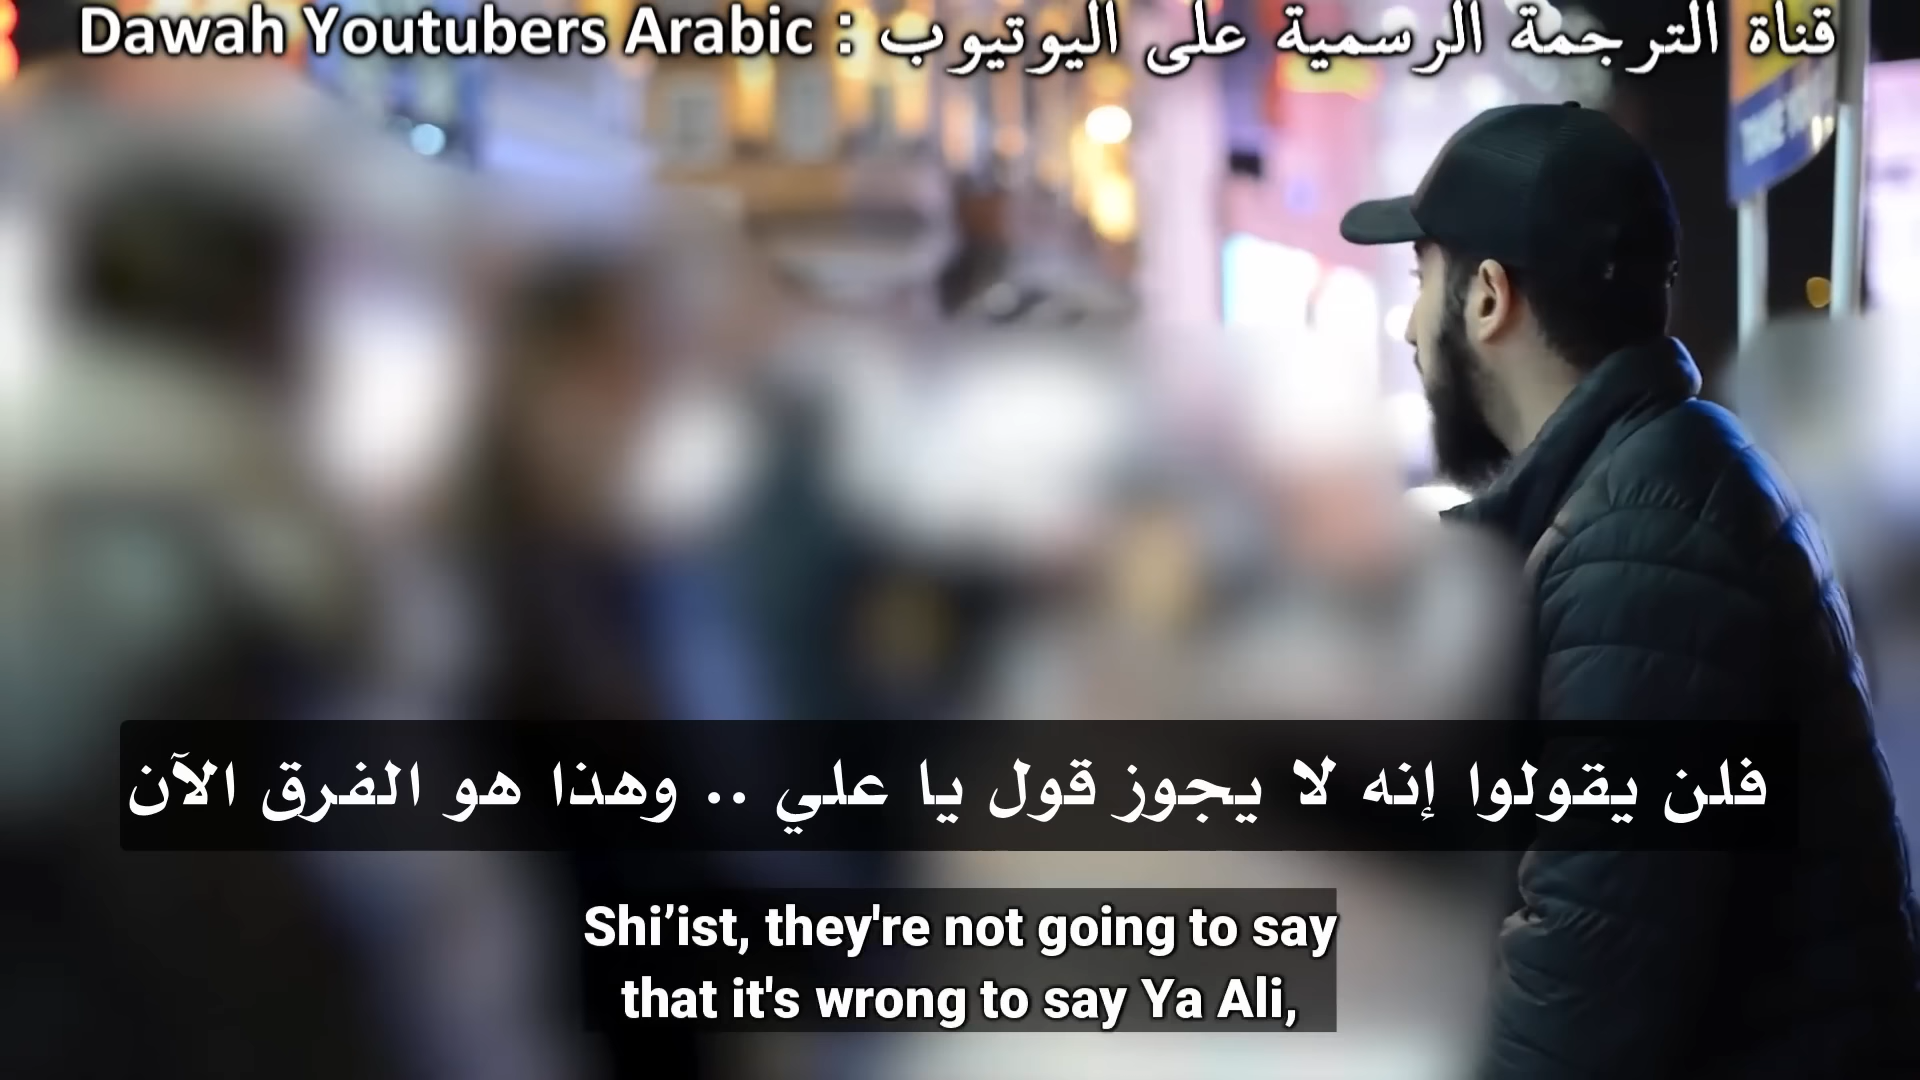 قناة الترجمة الرسمية على اليوتيوب : Dawah Youtubers Arabic
فلن يقولوا إنه لا يجوز قول يا علي .. وهذا هو الفرق الآن
Shi’ist, they're not going to say
that it's wrong to say Ya Ali,